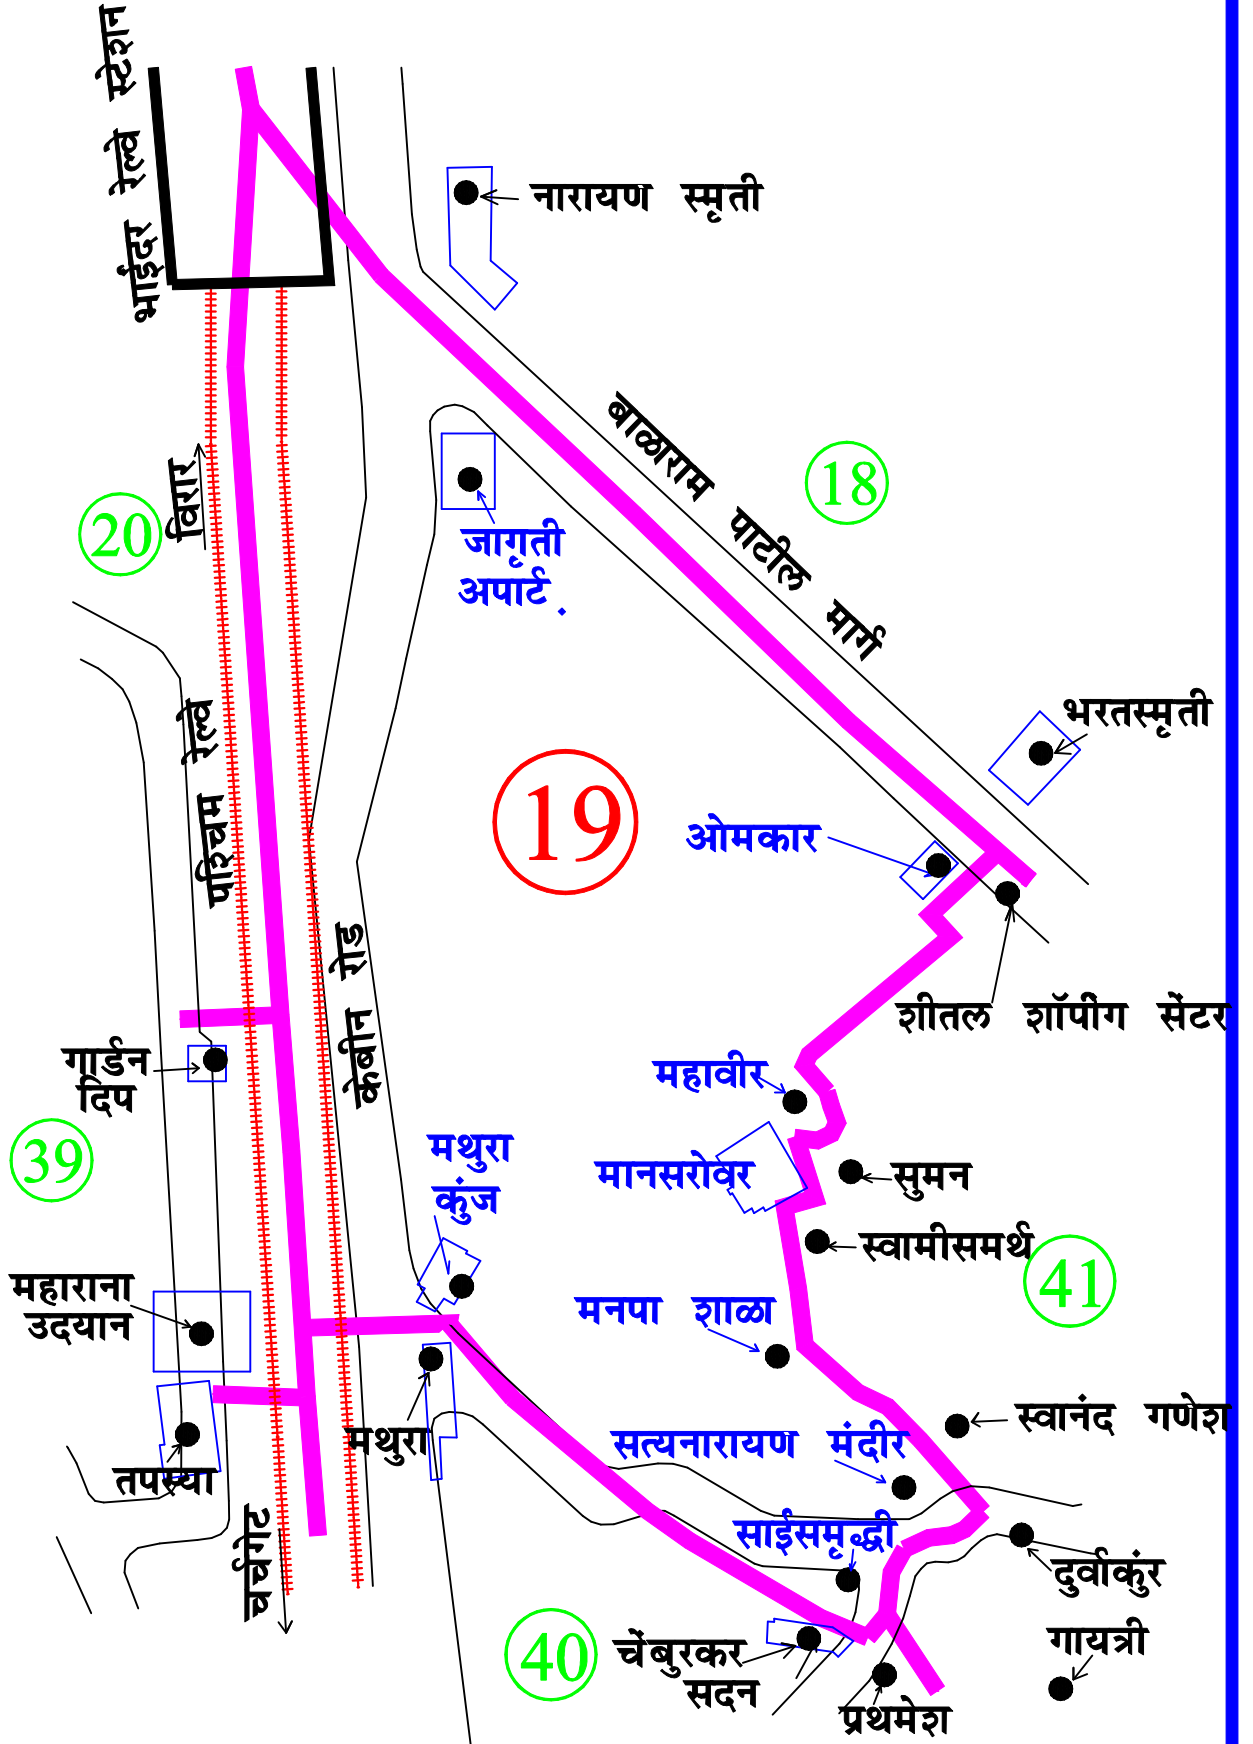 भाईंदर रेल्वे स्टेशन
नारायण स्मृती
बाळाराम पाटील मार्ग
18
विरार
20
जागृती
अपार्ट.
पश्चिम रेल्वे
भरतस्मृती
19
ओमकार
केबीन रोड
शीतल शॉपींग सेंटर
गार्डन
दिप
महावीर
39
मथुरा
कुंज
मानसरोवर
सुमन
स्वामीसमर्थ
41
महाराना
उदयान
मनपा शाळा
स्वानंद गणेश
मथुरा
सत्यनारायण मंदीर
तपस्या
चर्चगेट
साईसमृद्धी
दुर्वाकुंर
40
चेंबुरकर
सदन
गायत्री
प्रथमेश